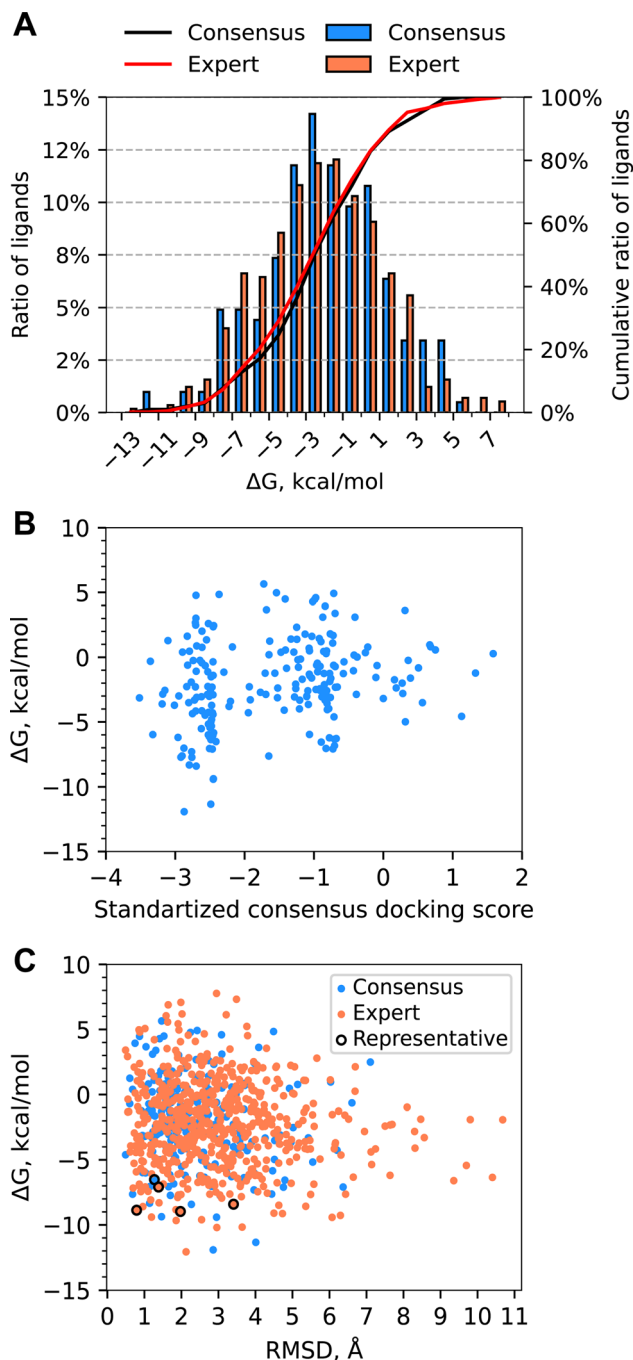 A
Consensus Consensus
Expert Expert
15% 100%
12% 80%
10% 60%
8% 40%
5% 20%
2% 0%
0%
Ratio of ligands
Cumulative ratio of ligands
−13 −11 −9 −7 −5 −3 −1 1 3 5 7
ΔG, kcal/mol
B
10
5
0
−5
−10
−15
ΔG, kcal/mol
−4 −3 −2 −1 0 1 2
Standartized consensus docking score
C
Consensus
Expert
Representative
10
5
0
−5
−10
−15
ΔG, kcal/mol
0 1 2 3 4 5 6 7 8 9 10 11
RMSD, Å